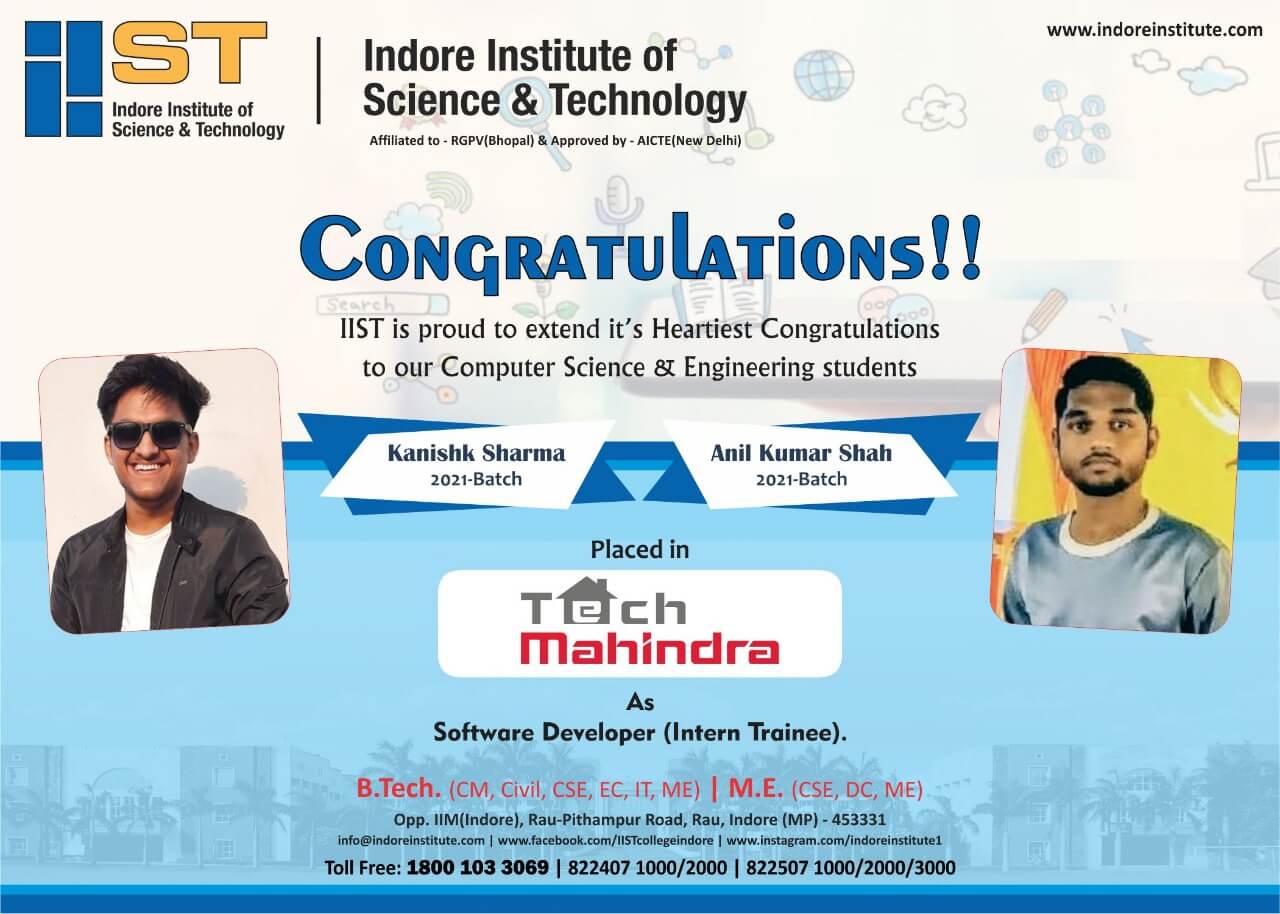 IIST
Indore Institute of
Science & Technology
Indore Institute of
Science & Technology
Affiliated to - RGPV(Bhopal) & Approved by - AICTE(New Delhi)
www.indoreinstitute.com
Congratulations!!
Search
IIST is proud to extend it's Heartiest Congratulations
to our Computer Science & Engineering students
Kanishk Sharma
2021-Batch
Anil Kumar Shah
2021-Batch
Placed in
Tech
Mahindra
As
Software Developer (Intern Trainee).
B.Tech. (CM, Civil, CSE, EC, IT, ME) | M.E. (CSE, DC, ME)
Opp. IIM(Indore), Rau-Pithampur Road, Rau, Indore (MP) - 453331
info@indoreinstitute.com | www.facebook.com/IISTcollegeindore | www.instagram.com/indoreinstitute1
Toll Free: 1800 103 3069 | 822407 1000/2000 | 822507 1000/2000/3000